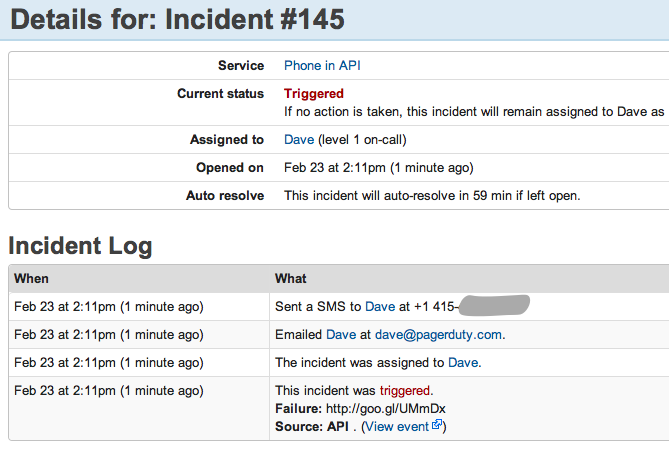 Details for: Incident #145
Service Phone in API
Current status Triggered
If no action is taken, this incident will remain assigned to Dave as
Assigned to Dave (level 1 on-call)
Opened on Feb 23 at 2:11pm (1 minute ago)
Auto resolve This incident will auto-resolve in 59 min if left open.
Incident Log
When What
Feb 23 at 2:11pm (1 minute ago) Sent a SMS to Dave at +1 415-
Feb 23 at 2:11pm (1 minute ago) Emailed Dave at dave@pagerduty.com.
Feb 23 at 2:11pm (1 minute ago) The incident was assigned to Dave.
Feb 23 at 2:11pm (1 minute ago) This incident was triggered.
Failure: http://goo.gl/UMmDx
Source: API . (View event)